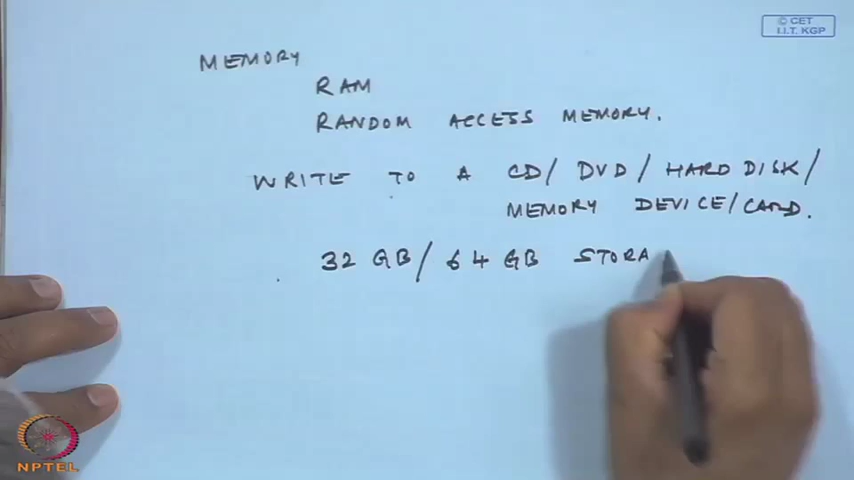 © CET
I.I.T. KGP
MEMORY
RAM
RANDOM ACCESS MEMORY.
WRITE TO A CD/ DVD/ HARD DISK/
MEMORY DEVICE/CARD.
32 GB/ 64 GB STORA
NPTEL